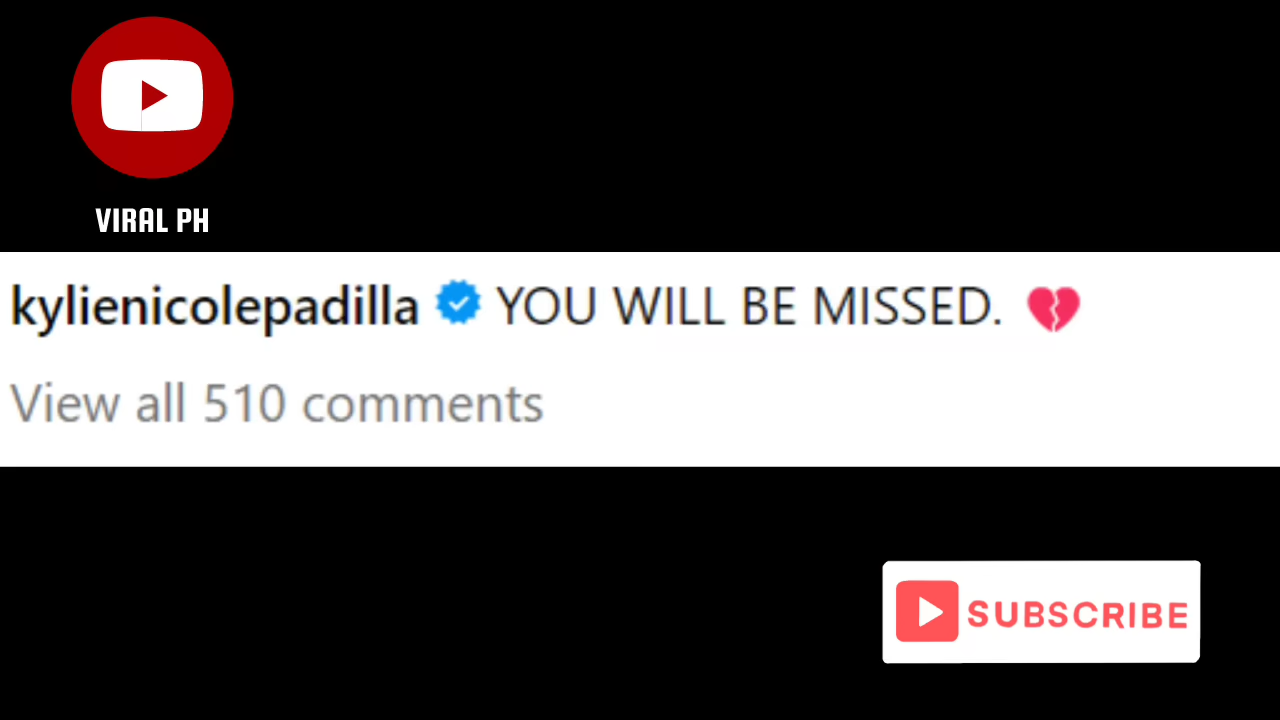 VIRAL PH
kylienicolepadilla YOU WILL BE MISSED. 💔
View all 510 comments
SUBSCRIBE